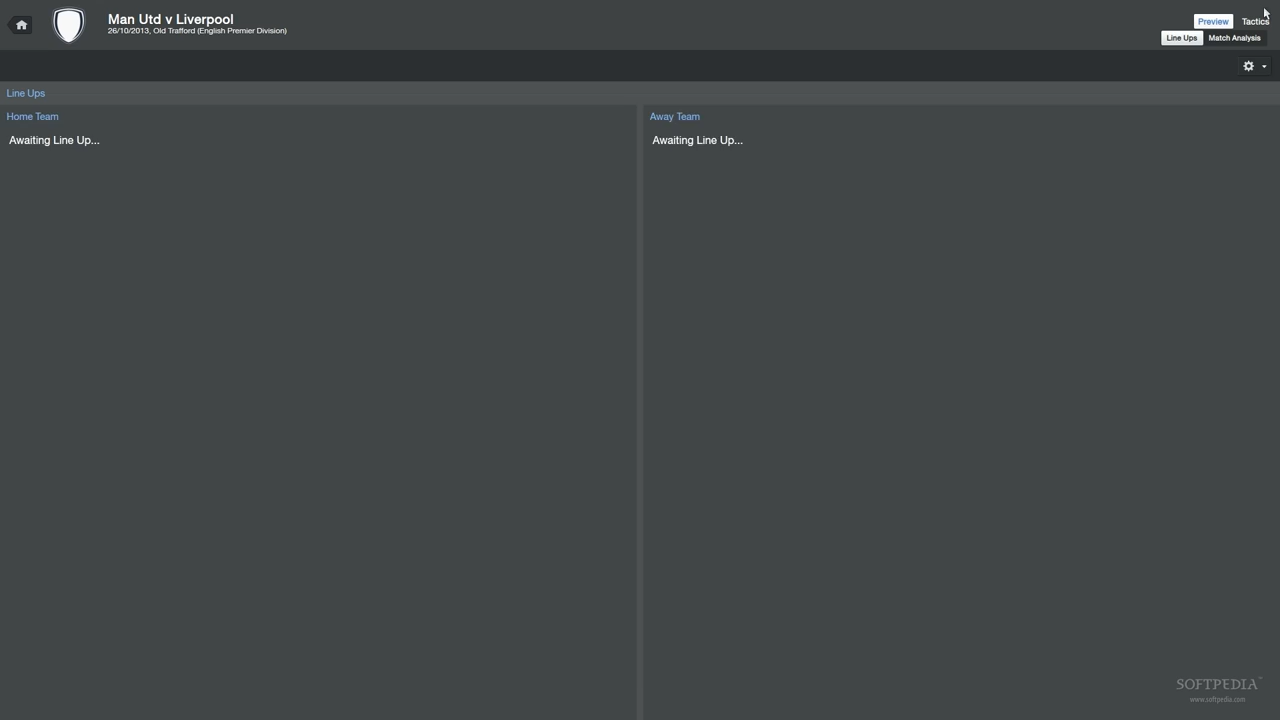 Man Utd v Liverpool
26/10/2013, Old Trafford (English Premier Division)
Preview Tactics
Line Ups Match Analysis
Line Ups
Home Team
Awaiting Line Up...
Away Team
Awaiting Line Up...
SOFTPEDIA™
www.softpedia.com